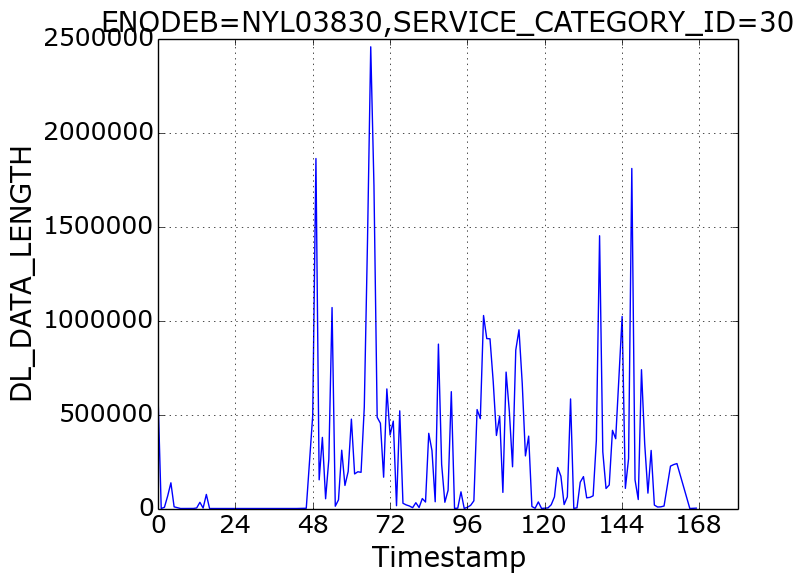 ENODEB=NYL03830,SERVICE_CATEGORY_ID=30
2500000
2000000
1500000
1000000
500000
0
DL_DATA_LENGTH
0 24 48 72 96 120 144 168
Timestamp